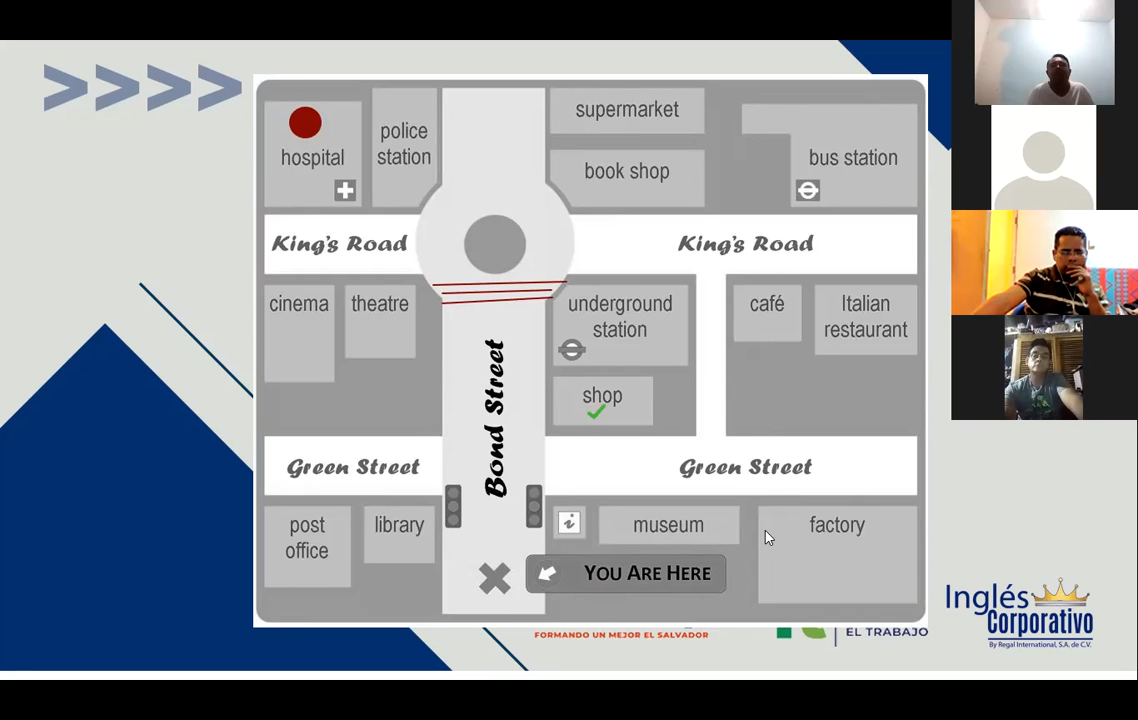 >>>>
supermarket
hospital
police
station
book shop
bus station
King's Road
King's Road
cinema
theatre
underground
station
café
Italian
restaurant
shop
Bond Street
Green Street
Green Street
post
office
library
i
museum
factory
YOU ARE HERE
FORMANDO UN MEJOR EL SALVADOR
EL TRABAJO
Inglés
Corporativo
By Regal International, S.A. de C.V.